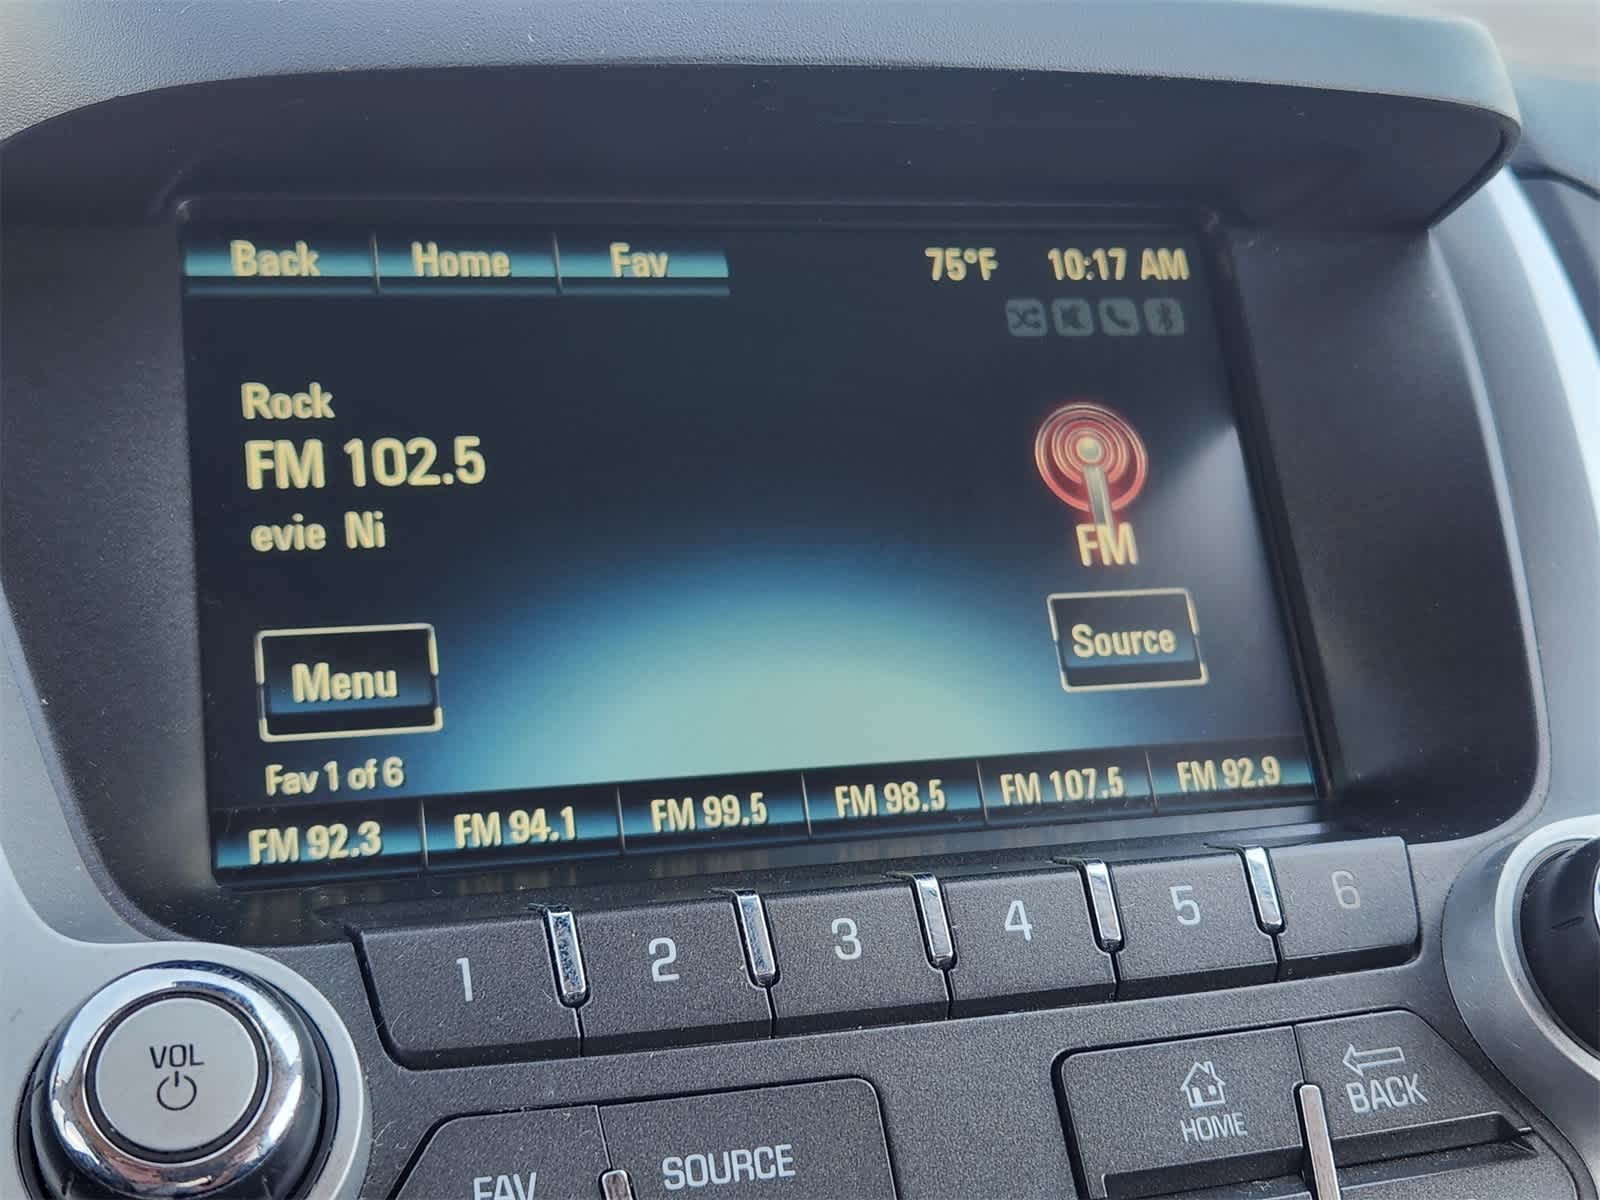 Back Home Fav 75°F 10:17 AM
Rock
FM 102.5
evie Ni
FM
Menu
Source
Fav 1 of 6
FM 92.3 FM 94.1 FM 99.5 FM 98.5 FM 107.5 FM 92.9
1 2 3 4 5 6
VOL
HOME
BACK
FAV
SOURCE